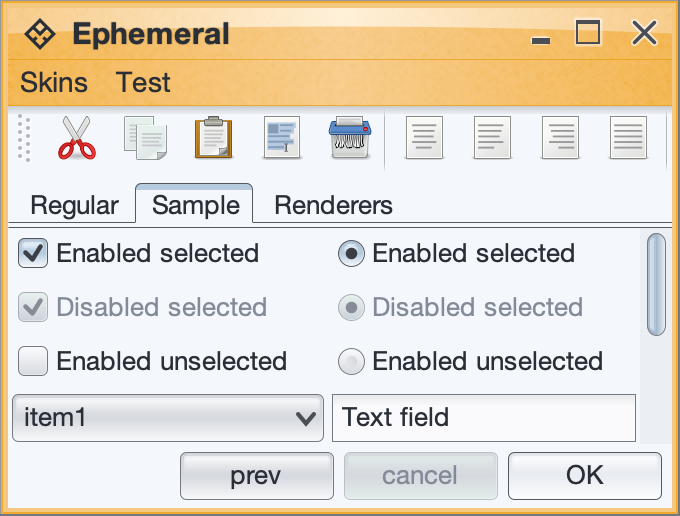 Ephemeral
Skins Test
Regular Sample Renderers
Enabled selected Enabled selected
Disabled selected Disabled selected
Enabled unselected Enabled unselected
item1 Text field
prev cancel OK